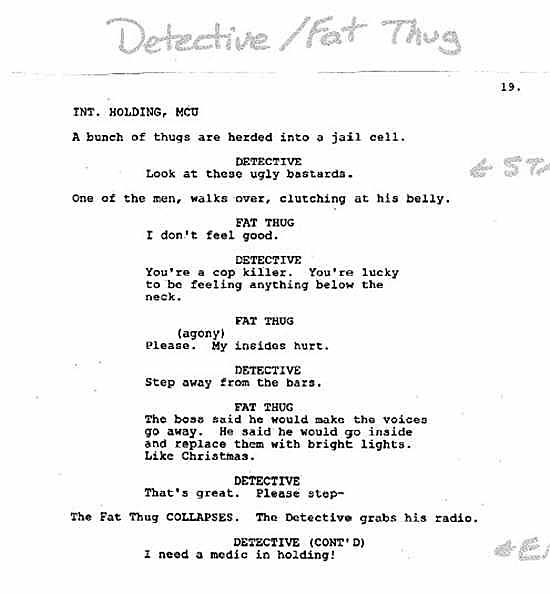 Detective / Fat Thug
19.
INT. HOLDING, MCU
A bunch of thugs are herded into a jail cell.
DETECTIVE
Look at these ugly bastards.
One of the men, walks over, clutching at his belly.
FAT THUG
I don't feel good.
DETECTIVE
You're a cop killer. You're lucky
to be feeling anything below the
neck.
FAT THUG
(agony)
Please. My insides hurt.
DETECTIVE
Step away from the bars.
FAT THUG
The boss said he would make the voices
go away. He said he would go inside
and replace them with bright lights.
Like Christmas.
DETECTIVE
That's great. Please step-
The Fat Thug COLLAPSES. The Detective grabs his radio.
DETECTIVE (CONT'D)
I need a medic in holding!